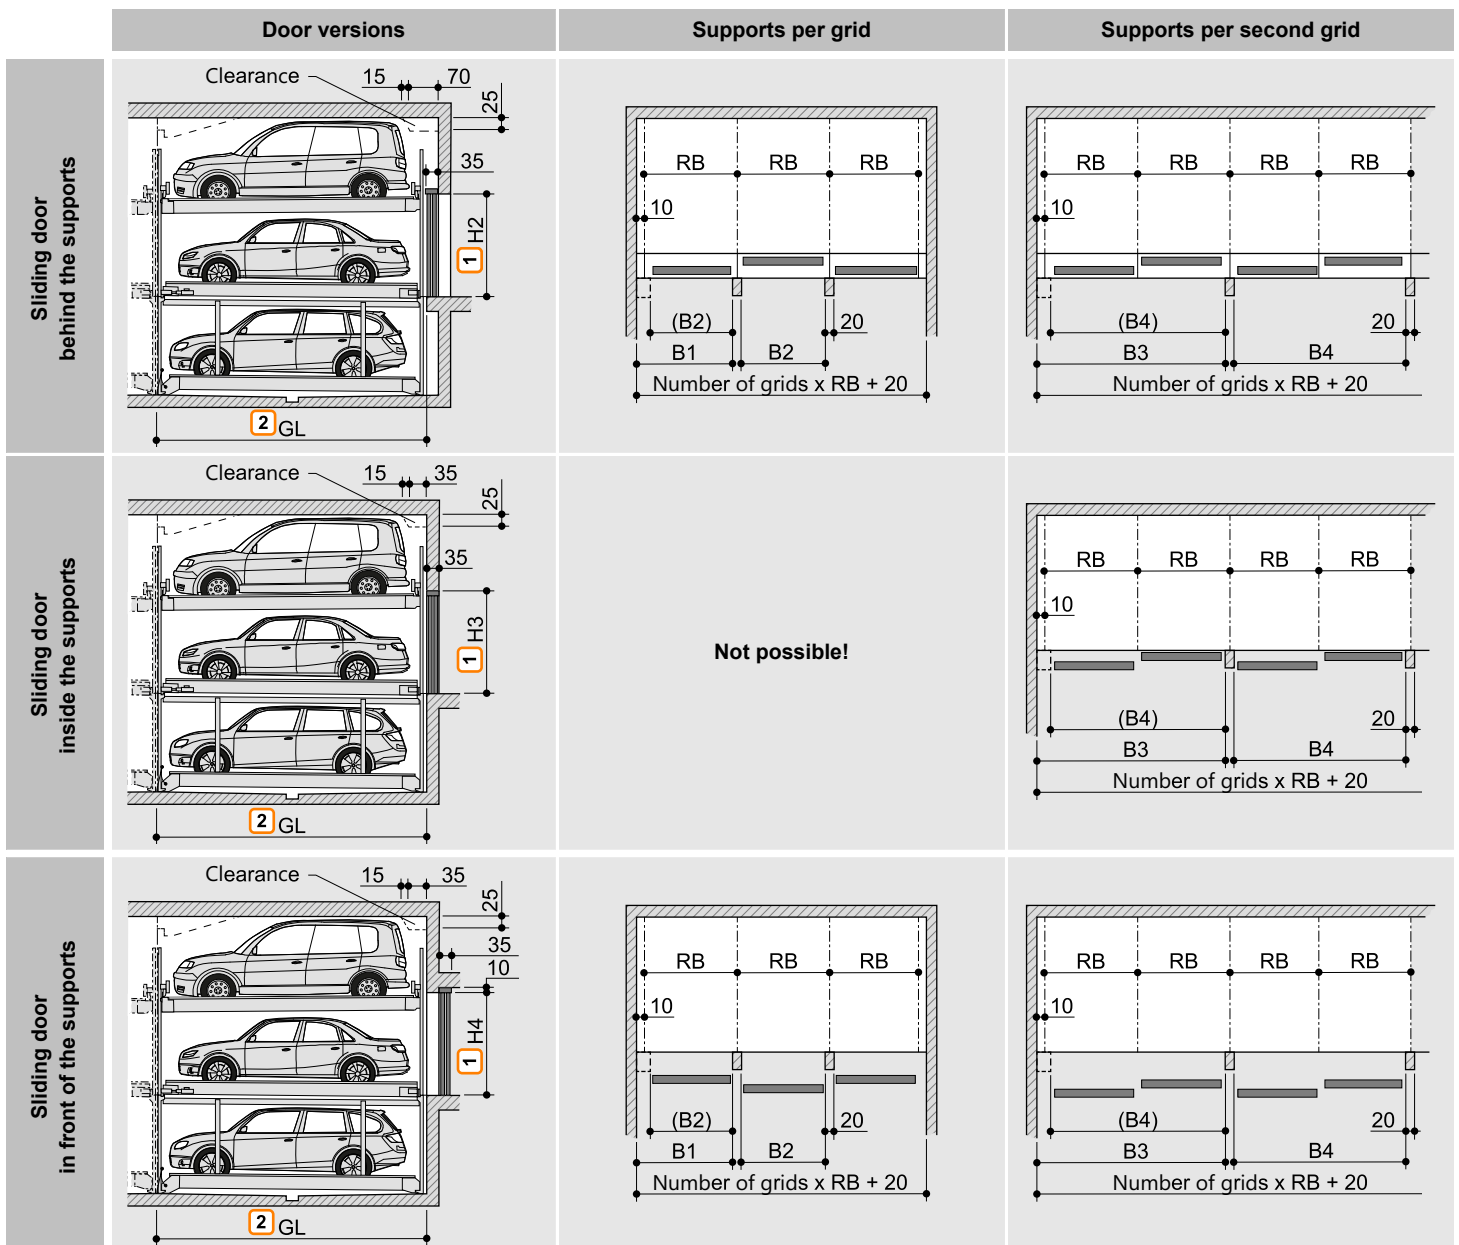 Door versions
Supports per grid
Supports per second grid
Sliding door
behind the supports
Clearance
15
70
25
35
1
H2
2
GL
RB
RB
RB
10
(B2)
20
B1
B2
Number of grids x RB + 20
RB
RB
RB
RB
10
(B4)
20
B3
B4
Number of grids x RB + 20
Sliding door
inside the supports
Clearance
15
35
25
35
1
H3
2
GL
Not possible!
RB
RB
RB
RB
10
(B4)
20
B3
B4
Number of grids x RB + 20
Sliding door
in front of the supports
Clearance
15
35
25
35
10
1
H4
2
GL
RB
RB
RB
10
(B2)
20
B1
B2
Number of grids x RB + 20
RB
RB
RB
RB
10
(B4)
20
B3
B4
Number of grids x RB + 20